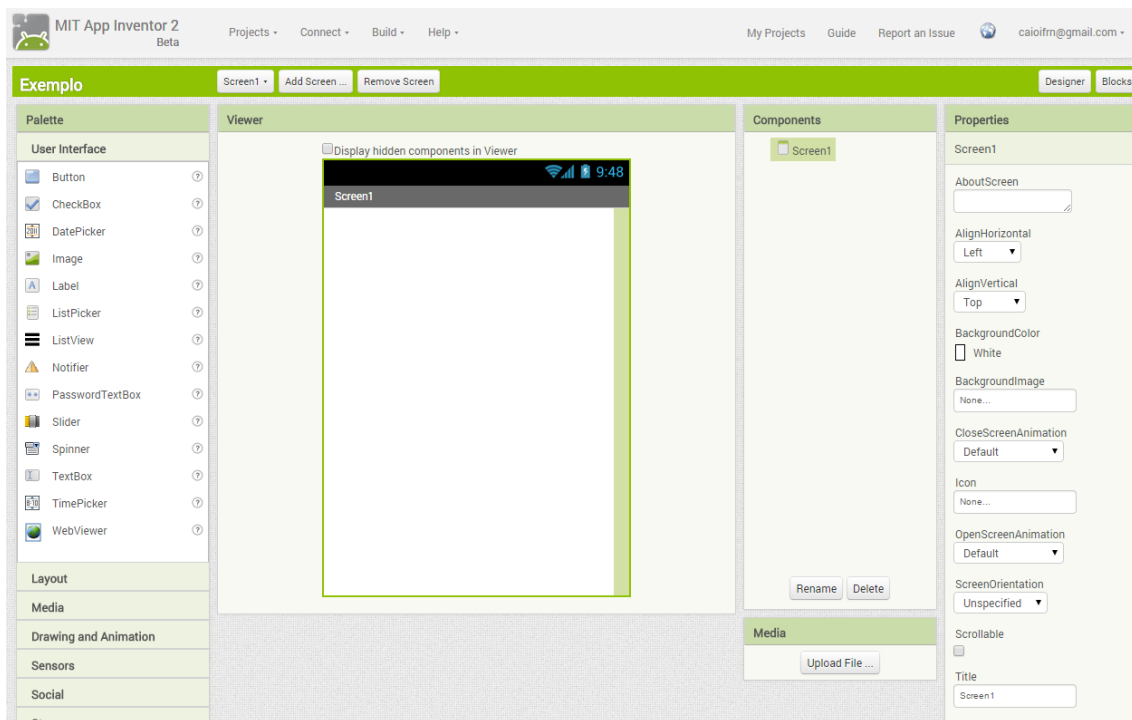 MIT App Inventor 2
Beta
Projects Connect Build Help
My Projects Guide Report an Issue caioifrn@gmail.com
Exemplo
Screen1 Add Screen ... Remove Screen
Designer Blocks
Palette
User Interface
Button
CheckBox
DatePicker
Image
Label
ListPicker
ListView
Notifier
PasswordTextBox
Slider
Spinner
TextBox
TimePicker
WebViewer
Layout
Media
Drawing and Animation
Sensors
Social
Viewer
Display hidden components in Viewer
9:48
Screen1
Components
Screen1
Rename Delete
Media
Upload File ...
Properties
Screen1
AboutScreen
AlignHorizontal
Left
AlignVertical
Top
BackgroundColor
White
BackgroundImage
None...
CloseScreenAnimation
Default
Icon
None...
OpenScreenAnimation
Default
ScreenOrientation
Unspecified
Scrollable
Title
Screen1